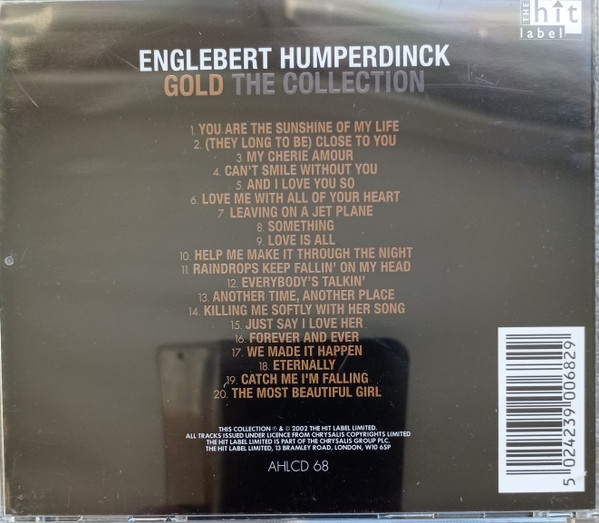 THE hit
label
ENGLEBERT HUMPERDINCK
GOLD THE COLLECTION
1. YOU ARE THE SUNSHINE OF MY LIFE
2. (THEY LONG TO BE) CLOSE TO YOU
3. MY CHERIE AMOUR
4. CAN'T SMILE WITHOUT YOU
5. AND I LOVE YOU SO
6. LOVE ME WITH ALL OF YOUR HEART
7. LEAVING ON A JET PLANE
8. SOMETHING
9. LOVE IS ALL
10. HELP ME MAKE IT THROUGH THE NIGHT
11. RAINDROPS KEEP FALLIN' ON MY HEAD
12. EVERYBODY'S TALKIN'
13. ANOTHER TIME, ANOTHER PLACE
14. KILLING ME SOFTLY WITH HER SONG
15. JUST SAY I LOVE HER
16. FOREVER AND EVER
17. WE MADE IT HAPPEN
18. ETERNALLY
19. CATCH ME I'M FALLING
20. THE MOST BEAUTIFUL GIRL
THIS COLLECTION ℗ & © 2002 THE HIT LABEL LIMITED.
ALL TRACKS ISSUED UNDER LICENCE FROM CHRYSALIS COPYRIGHTS LIMITED
THE HIT LABEL LIMITED IS PART OF THE CHRYSALIS GROUP PLC.
THE HIT LABEL LIMITED, 13 BRAMLEY ROAD, LONDON, W10 6SP
AHLCD 68
5 024239 006829